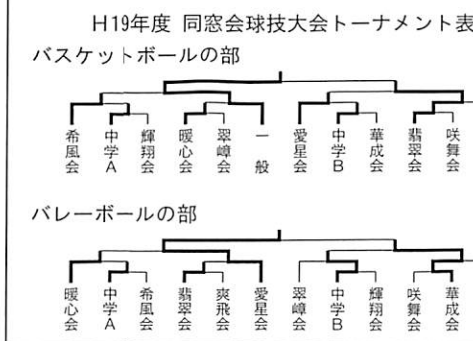 H19年度 同窓会球技大会トーナメント表
バスケットボールの部
希風会 中学A 輝翔会 暖心会 翠嶂会 一般 愛星会 中学B 華成会 翡翠会 咲舞会
バレーボールの部
暖心会 中学A 希風会 翡翠会 爽飛会 愛星会 翠嶂会 中学B 輝翔会 咲舞会 華成会